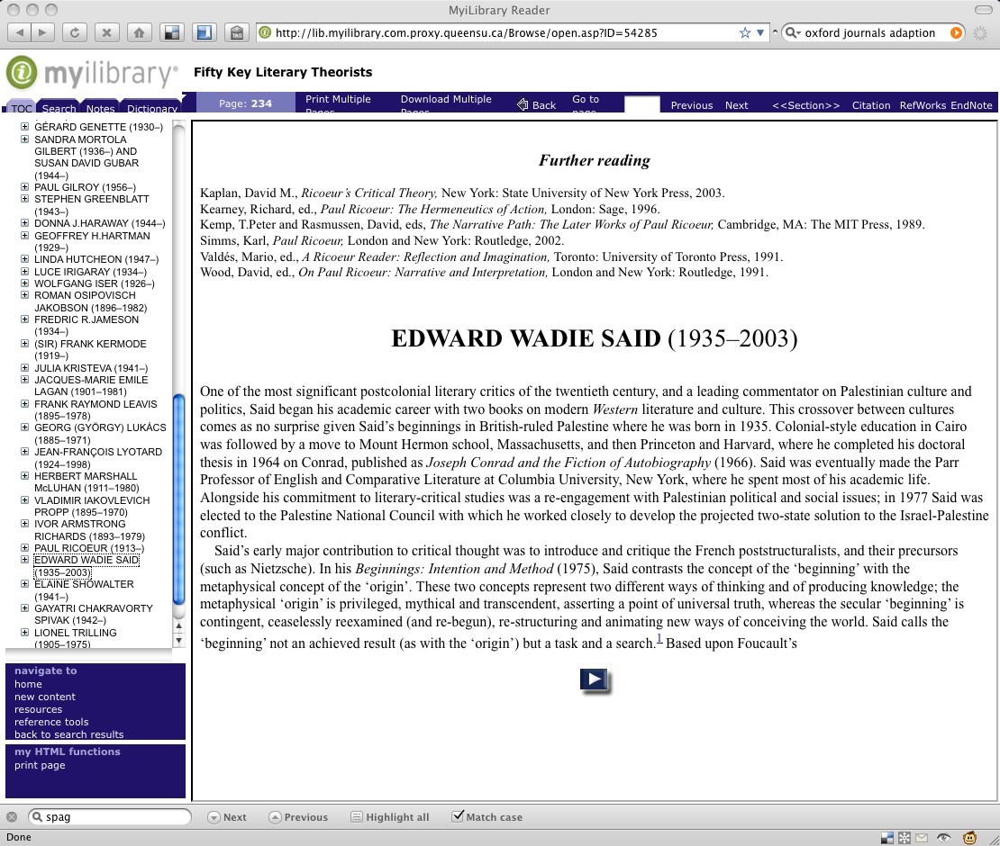 MyiLibrary Reader
http://lib.myilibrary.com.proxy.queensu.ca/Browse/open.asp?ID=54285
oxford journals adaption
myilibrary®
Fifty Key Literary Theorists
TOC Search Notes Dictionary
Page: 234
Print Multiple Pages
Download Multiple Pages
Back
Go to page
Previous
Next
<<Section>>
Citation
RefWorks
EndNote
GÉRARD GENETTE (1930–)
SANDRA MORTOLA
GILBERT (1936–) AND
SUSAN DAVID GUBAR
(1944–)
PAUL GILROY (1956–)
STEPHEN GREENBLATT
(1943–)
DONNA J.HARAWAY (1944–)
GEOFFREY H.HARTMAN
(1929–)
LINDA HUTCHEON (1947–)
LUCE IRIGARAY (1934–)
WOLFGANG ISER (1926–)
ROMAN OSIPOVISCH
JAKOBSON (1896–1982)
FREDRIC R.JAMESON
(1934–)
(SIR) FRANK KERMODE
(1919–)
JULIA KRISTEVA (1941–)
JACQUES-MARIE EMILE
LAGAN (1901–1981)
FRANK RAYMOND LEAVIS
(1895–1978)
GEORG (GYÖRGY) LUKÁCS
(1885–1971)
JEAN-FRANÇOIS LYOTARD
(1924–1998)
HERBERT MARSHALL
McLUHAN (1911–1980)
VLADIMIR IAKOVLEVICH
PROPP (1895–1970)
IVOR ARMSTRONG
RICHARDS (1893–1979)
PAUL RICOEUR (1913–)
EDWARD WADIE SAID
(1935–2003)
ELAINE SHOWALTER
(1941–)
GAYATRI CHAKRAVORTY
SPIVAK (1942–)
LIONEL TRILLING
(1905–1975)
navigate to
home
new content
resources
reference tools
back to search results
my HTML functions
print page
Further reading
Kaplan, David M., Ricoeur’s Critical Theory, New York: State University of New York Press, 2003.
Kearney, Richard, ed., Paul Ricoeur: The Hermeneutics of Action, London: Sage, 1996.
Kemp, T.Peter and Rasmussen, David, eds, The Narrative Path: The Later Works of Paul Ricoeur, Cambridge, MA: The MIT Press, 1989.
Simms, Karl, Paul Ricoeur, London and New York: Routledge, 2002.
Valdés, Mario, ed., A Ricoeur Reader: Reflection and Imagination, Toronto: University of Toronto Press, 1991.
Wood, David, ed., On Paul Ricoeur: Narrative and Interpretation, London and New York: Routledge, 1991.
EDWARD WADIE SAID (1935–2003)
One of the most significant postcolonial literary critics of the twentieth century, and a leading commentator on Palestinian culture and
politics, Said began his academic career with two books on modern Western literature and culture. This crossover between cultures
comes as no surprise given Said’s beginnings in British-ruled Palestine where he was born in 1935. Colonial-style education in Cairo
was followed by a move to Mount Hermon school, Massachusetts, and then Princeton and Harvard, where he completed his doctoral
thesis in 1964 on Conrad, published as Joseph Conrad and the Fiction of Autobiography (1966). Said was eventually made the Parr
Professor of English and Comparative Literature at Columbia University, New York, where he spent most of his academic life.
Alongside his commitment to literary-critical studies was a re-engagement with Palestinian political and social issues; in 1977 Said was
elected to the Palestine National Council with which he worked closely to develop the projected two-state solution to the Israel-Palestine
conflict.
Said’s early major contribution to critical thought was to introduce and critique the French poststructuralists, and their precursors
(such as Nietzsche). In his Beginnings: Intention and Method (1975), Said contrasts the concept of the ‘beginning’ with the
metaphysical concept of the ‘origin’. These two concepts represent two different ways of thinking and of producing knowledge; the
metaphysical ‘origin’ is privileged, mythical and transcendent, asserting a point of universal truth, whereas the secular ‘beginning’ is
contingent, ceaselessly reexamined (and re-begun), re-structuring and animating new ways of conceiving the world. Said calls the
‘beginning’ not an achieved result (as with the ‘origin’) but a task and a search.1 Based upon Foucault’s
spag
Next
Previous
Highlight all
Match case
Done